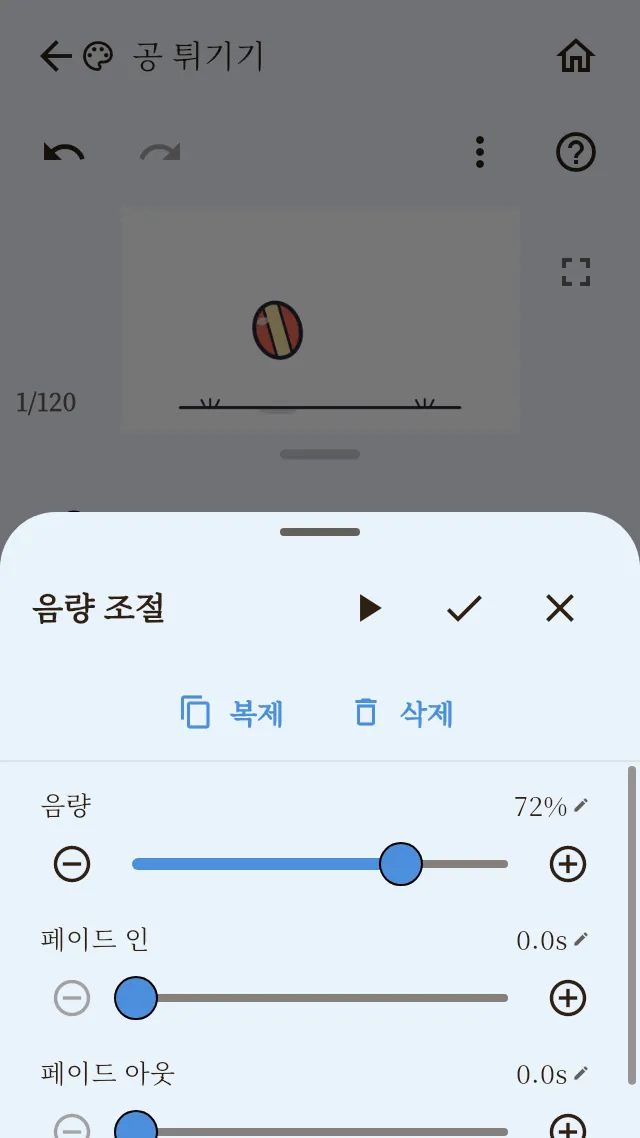 공 튀기기
1/120
음량 조절
복제 삭제
음량 72%
페이드 인 0.0s
페이드 아웃 0.0s